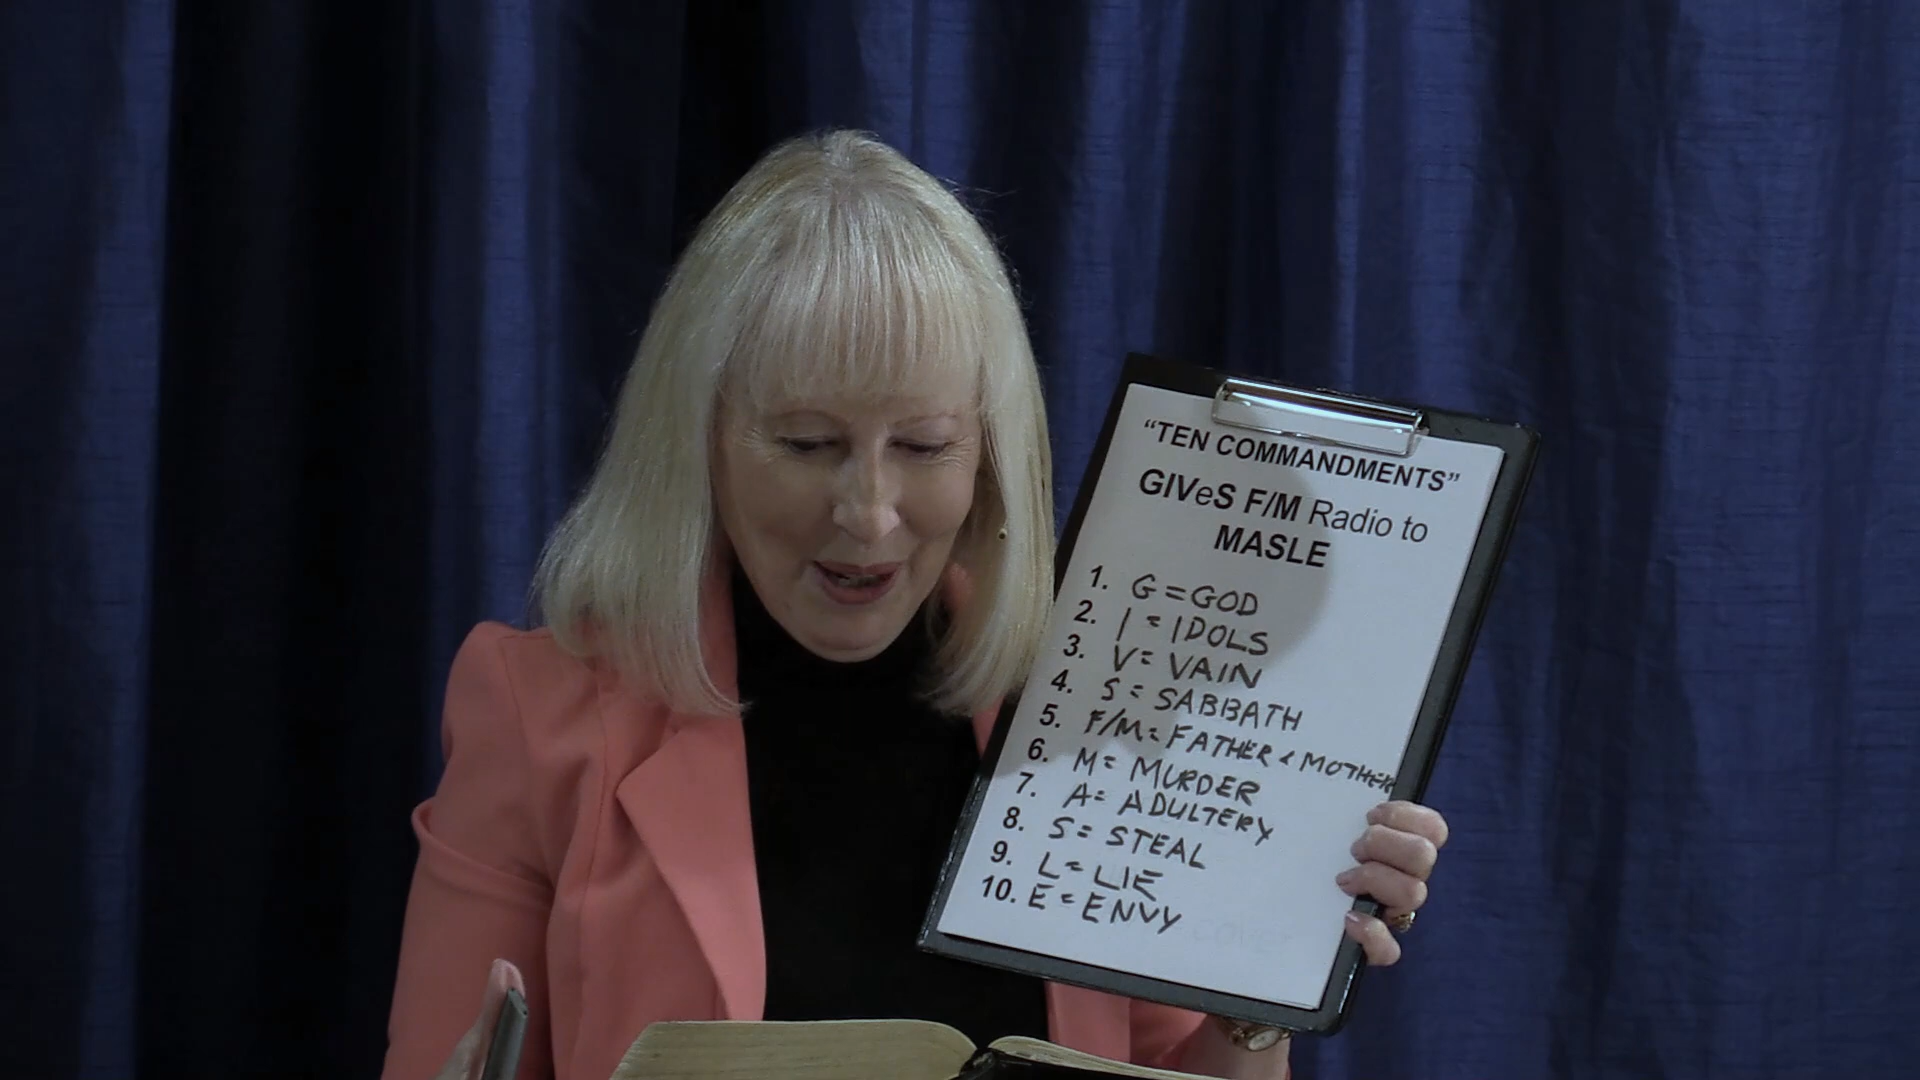 “TEN COMMANDMENTS”
GIVeS F/M Radio to
MASLE
1. G = GOD
2. I = IDOLS
3. V = VAIN
4. S = SABBATH
5. F/M = FATHER & MOTHER
6. M = MURDER
7. A = ADULTERY
8. S = STEAL
9. L = LIE
10. E = ENVY